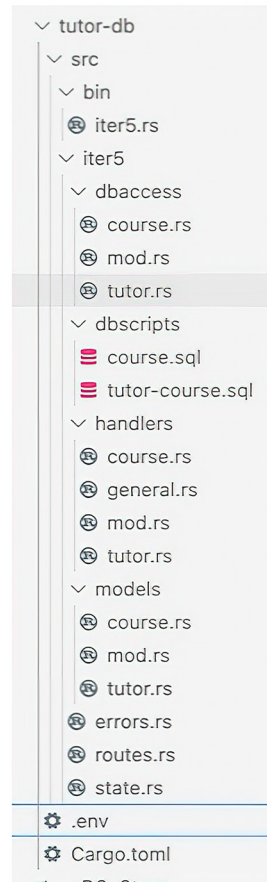 tutor-db
src
bin
iter5.rs
iter5
dbaccess
course.rs
mod.rs
tutor.rs
dbscripts
course.sql
tutor-course.sql
handlers
course.rs
general.rs
mod.rs
tutor.rs
models
course.rs
mod.rs
tutor.rs
errors.rs
routes.rs
state.rs
.env
Cargo.toml